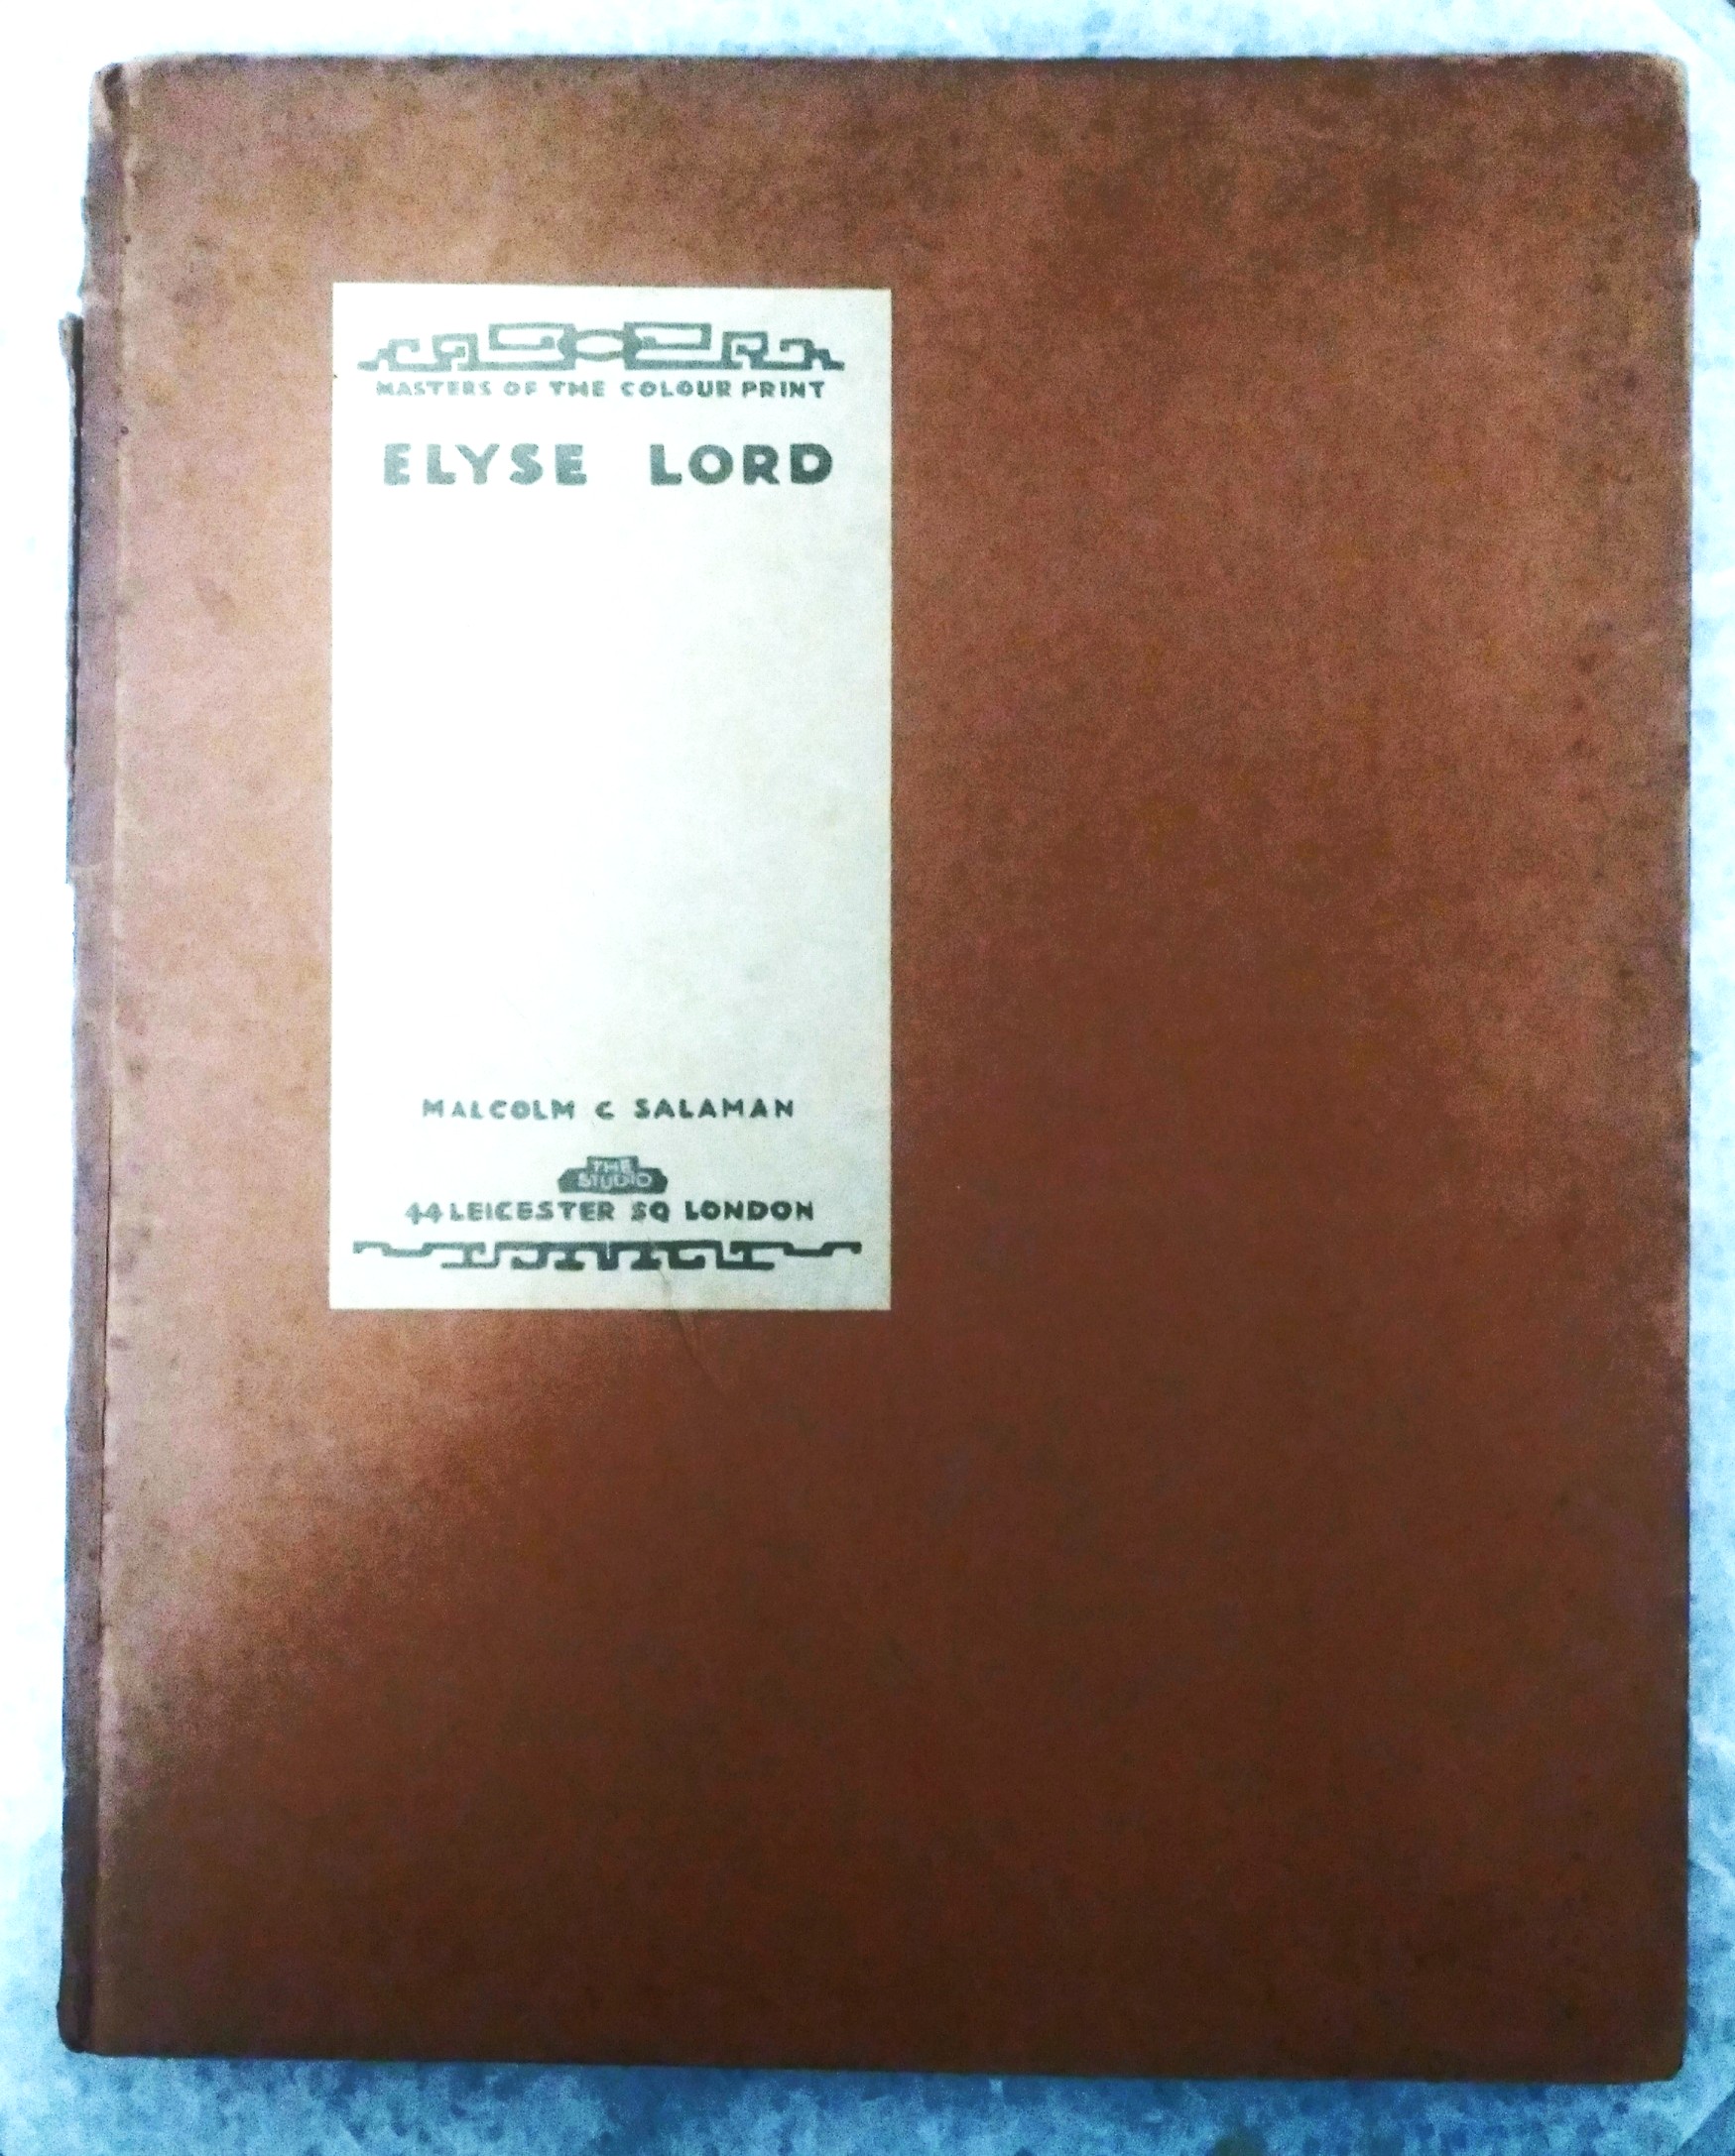 MASTERS OF THE COLOUR PRINT
ELYSE LORD
MALCOLM C SALAMAN
THE
STUDIO
44 LEICESTER SQ LONDON